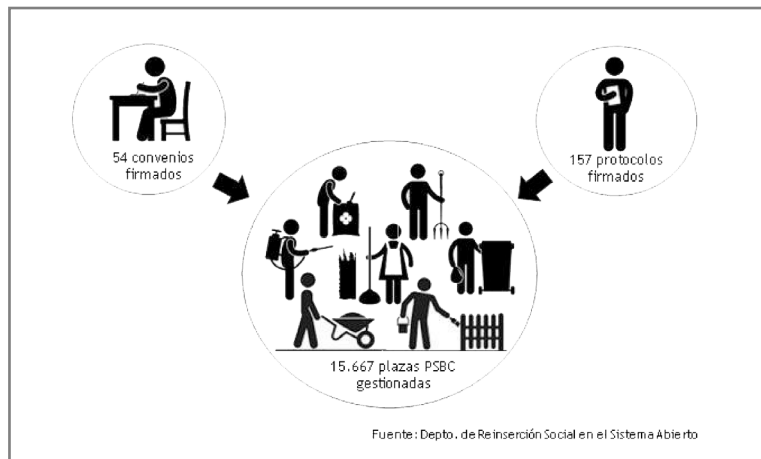 54 convenios
firmados
157 protocolos
firmados
15.667 plazas PSBC
gestionadas
Fuente: Depto. de Reinserción Social en el Sistema Abierto